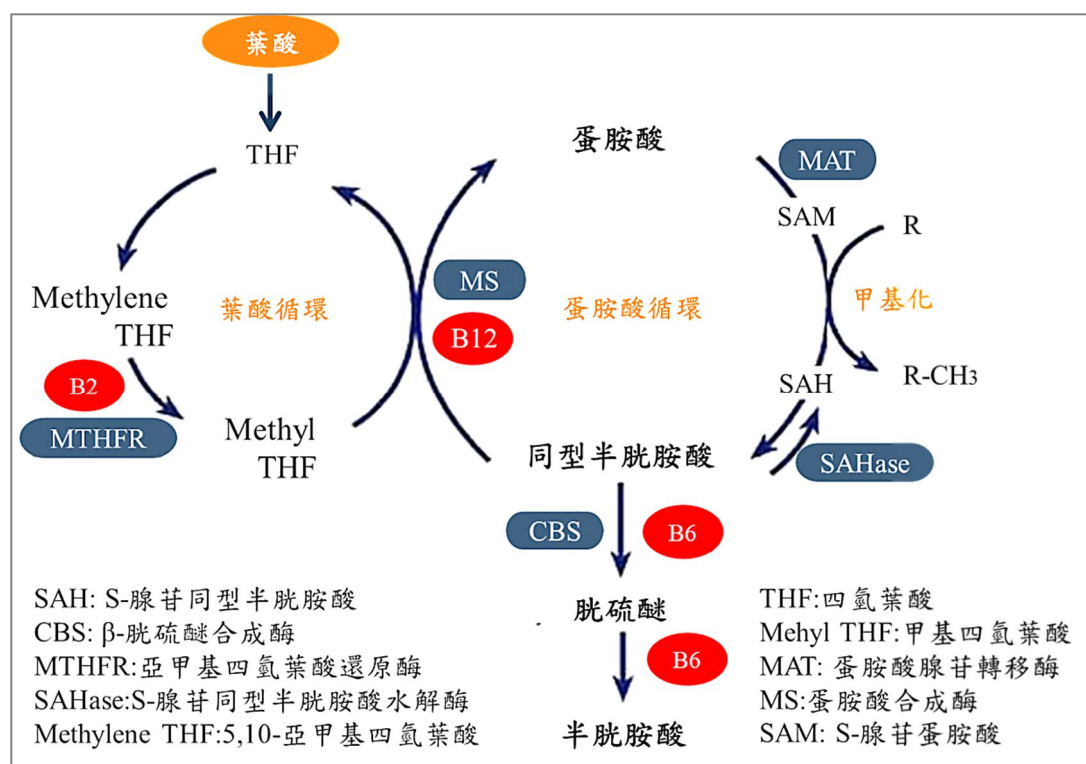 葉酸
THF
Methylene
THF
B2
MTHFR
Methyl
THF
葉酸循環
MS
B12
蛋胺酸
蛋胺酸循環
MAT
SAM
R
甲基化
SAH
R-CH3
SAHase
同型半胱胺酸
CBS
B6
胱硫醚
B6
半胱胺酸
SAH: S-腺苷同型半胱胺酸
CBS: β-胱硫醚合成酶
MTHFR:亞甲基四氫葉酸還原酶
SAHase:S-腺苷同型半胱胺酸水解酶
Methylene THF:5,10-亞甲基四氫葉酸
THF:四氫葉酸
Mehyl THF:甲基四氫葉酸
MAT: 蛋胺酸腺苷轉移酶
MS:蛋胺酸合成酶
SAM: S-腺苷蛋胺酸